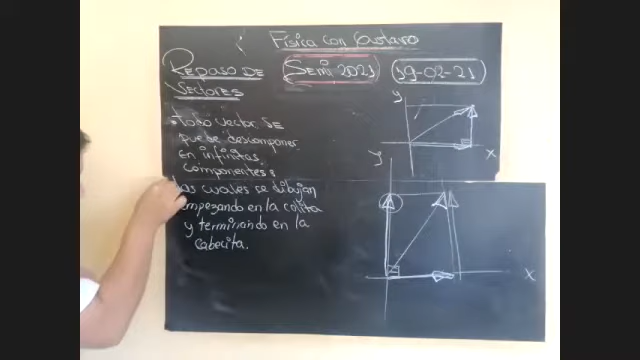 Física con Gustavo
Repaso de
Vectores
Semi 2021
19-02-21
Todo vector se
puede descomponer
en infinitas
componentes
las cuales se dibujan
empezando en la colita
y terminando en la
cabecita.
y
x
y
x